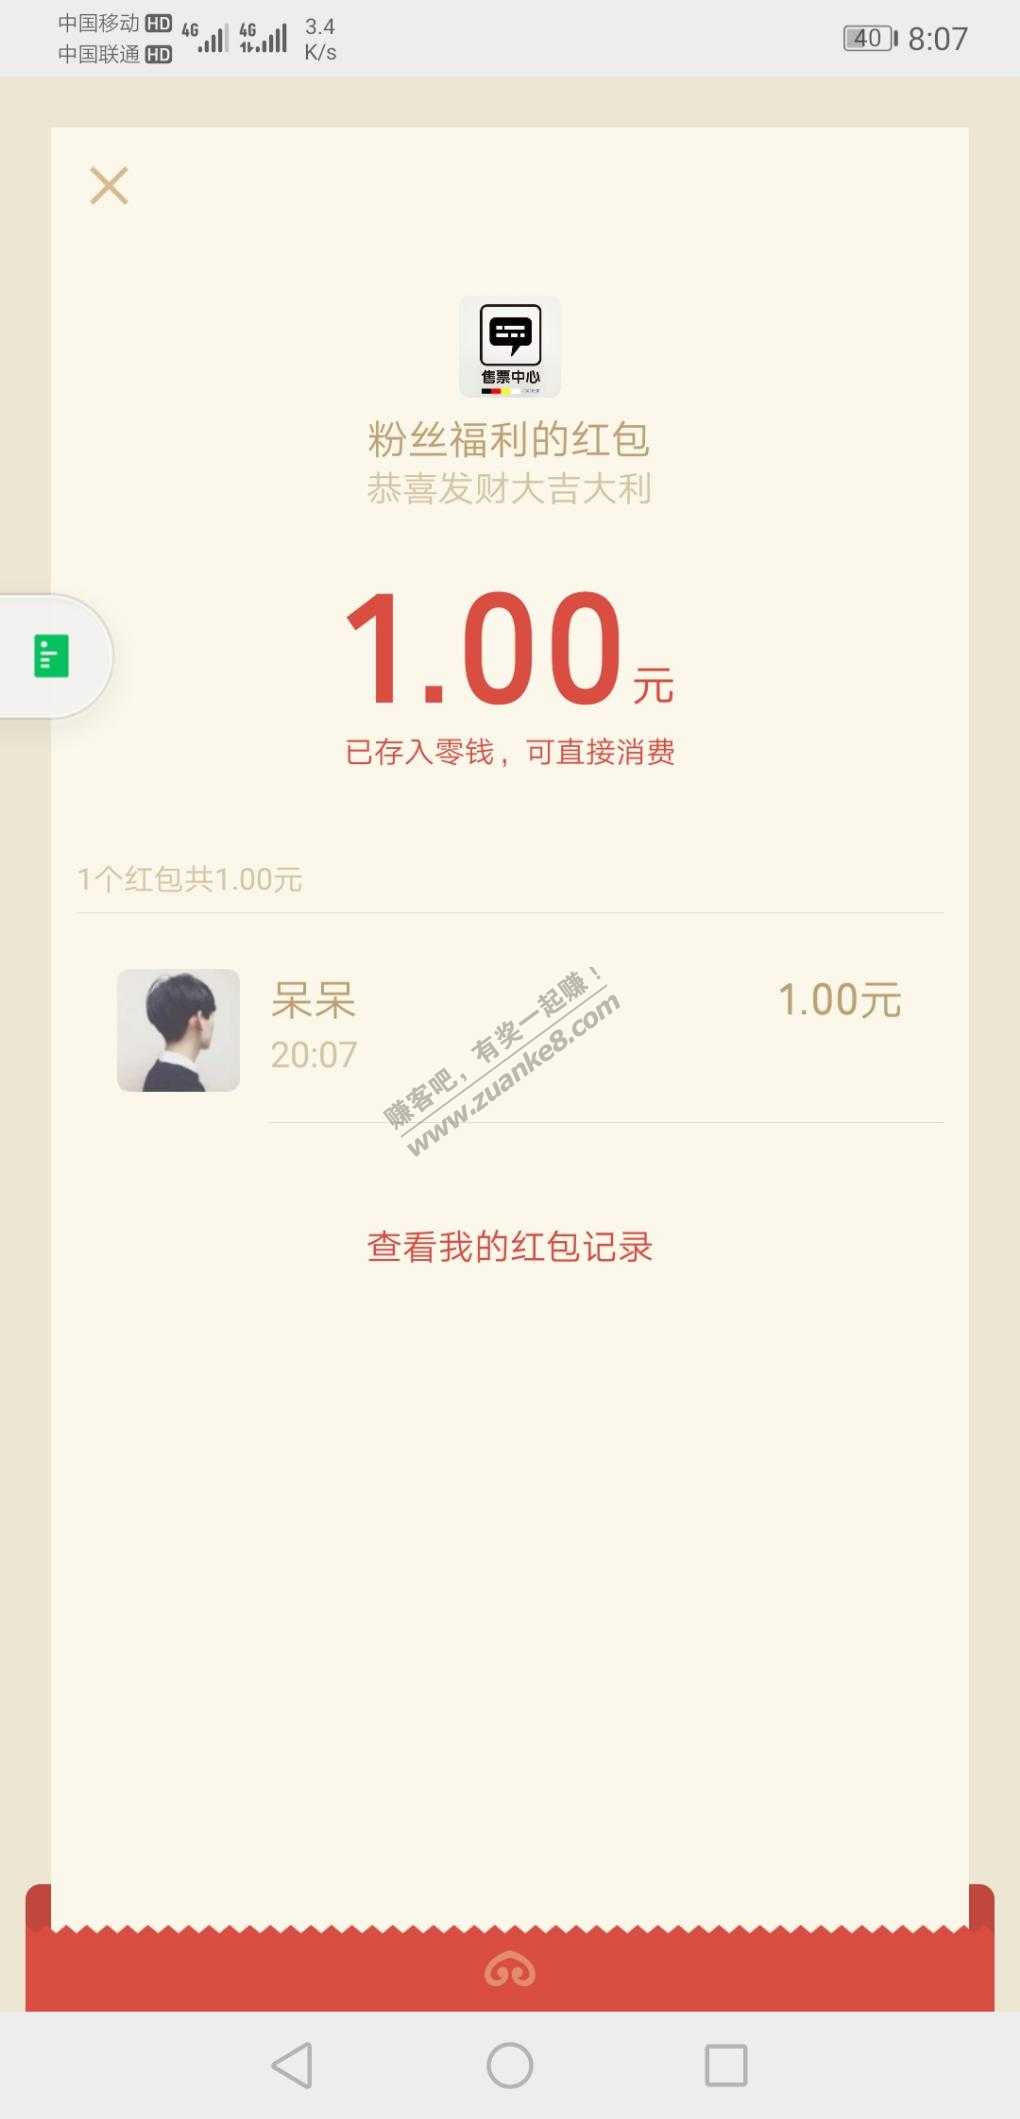 中国移动 HD 4G 4G 3.4
中国联通 HD K/s
40 8:07
售票中心
粉丝福利的红包
恭喜发财大吉大利
1.00元
已存入零钱，可直接消费
1个红包共1.00元
呆呆 1.00元
20:07
赚客吧，有奖一起赚！
www.zuanke8.com
查看我的红包记录